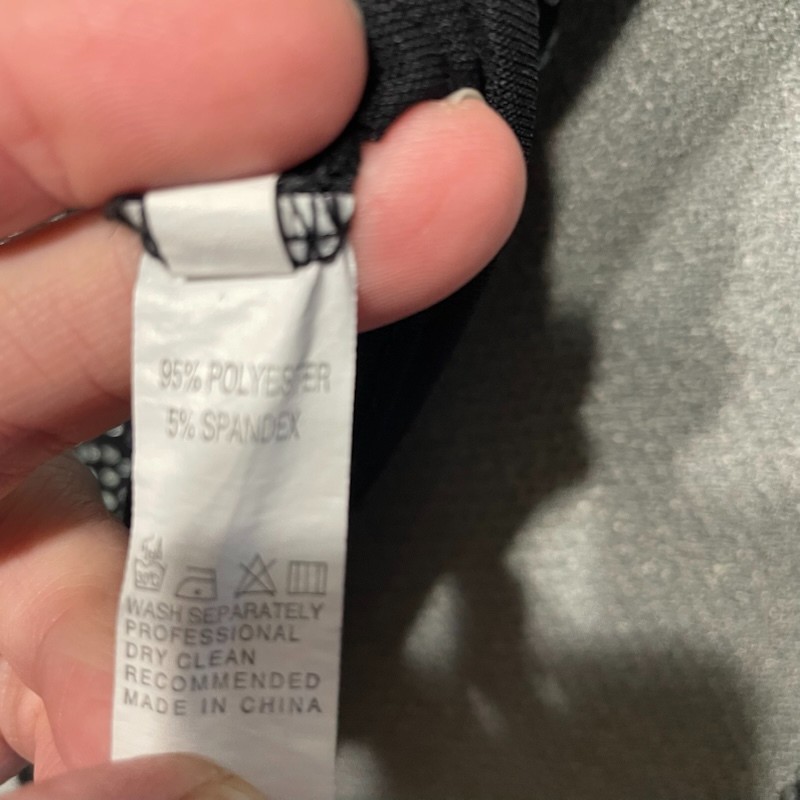 95% POLYESTER
5% SPANDEX
WASH SEPARATELY
PROFESSIONAL
DRY CLEAN
RECOMMENDED
MADE IN CHINA